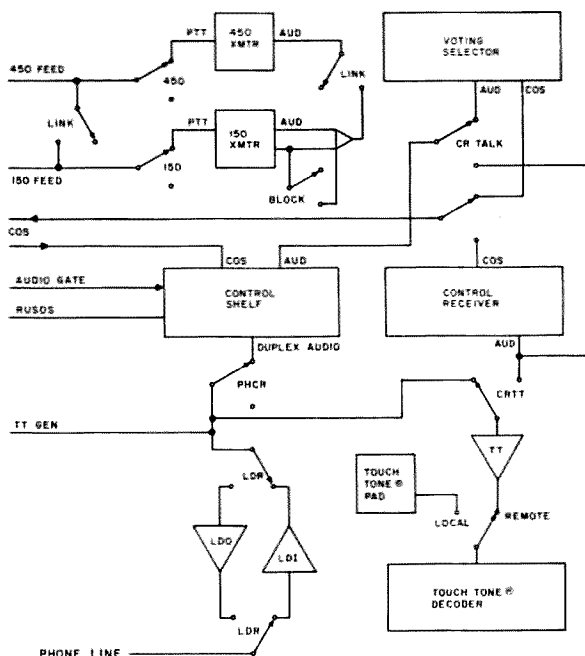 PTT
450
XMTR
AUD
VOTING
SELECTOR
450 FEED
450
LINK
AUD
COS
LINK
PTT
150
XMTR
AUD
CR TALK
150 FEED
150
BLOCK
COS
COS
AUD
COS
AUDIO GATE
CONTROL
SHELF
CONTROL
RECEIVER
RUSDS
AUD
DUPLEX AUDIO
PHCR
CRTT
TT GEN
TT
LDR
TOUCH
TONE®
PAD
LOCAL
REMOTE
LDO
LDI
LDR
TOUCH TONE®
DECODER
PHONE LINE